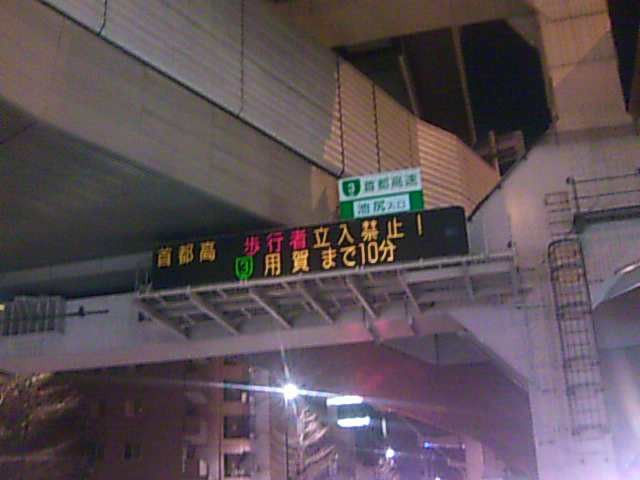 3 首都高速
池尻入口
首都高 歩行者立入禁止!
3 用賀まで10分